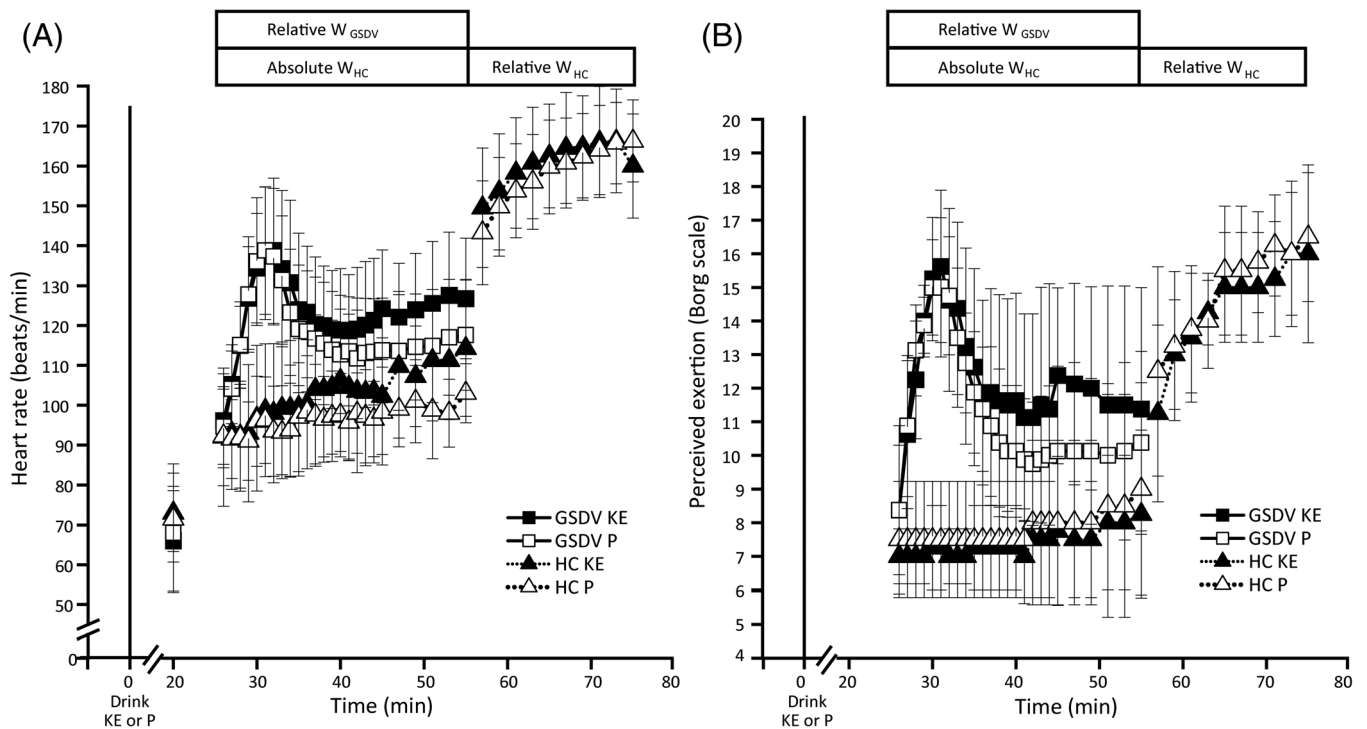 (A)
Relative W GSDV
Absolute W HC
Relative W HC
Heart rate (beats/min)
180
170
160
150
140
130
120
110
100
90
80
70
60
50
0
0
20
30
40
50
60
70
80
Drink
KE or P
Time (min)
GSDV KE
GSDV P
HC KE
HC P
(B)
Relative W GSDV
Absolute W HC
Relative W HC
Perceived exertion (Borg scale)
20
19
18
17
16
15
14
13
12
11
10
9
8
7
6
5
4
0
20
30
40
50
60
70
80
Drink
KE or P
Time (min)
GSDV KE
GSDV P
HC KE
HC P